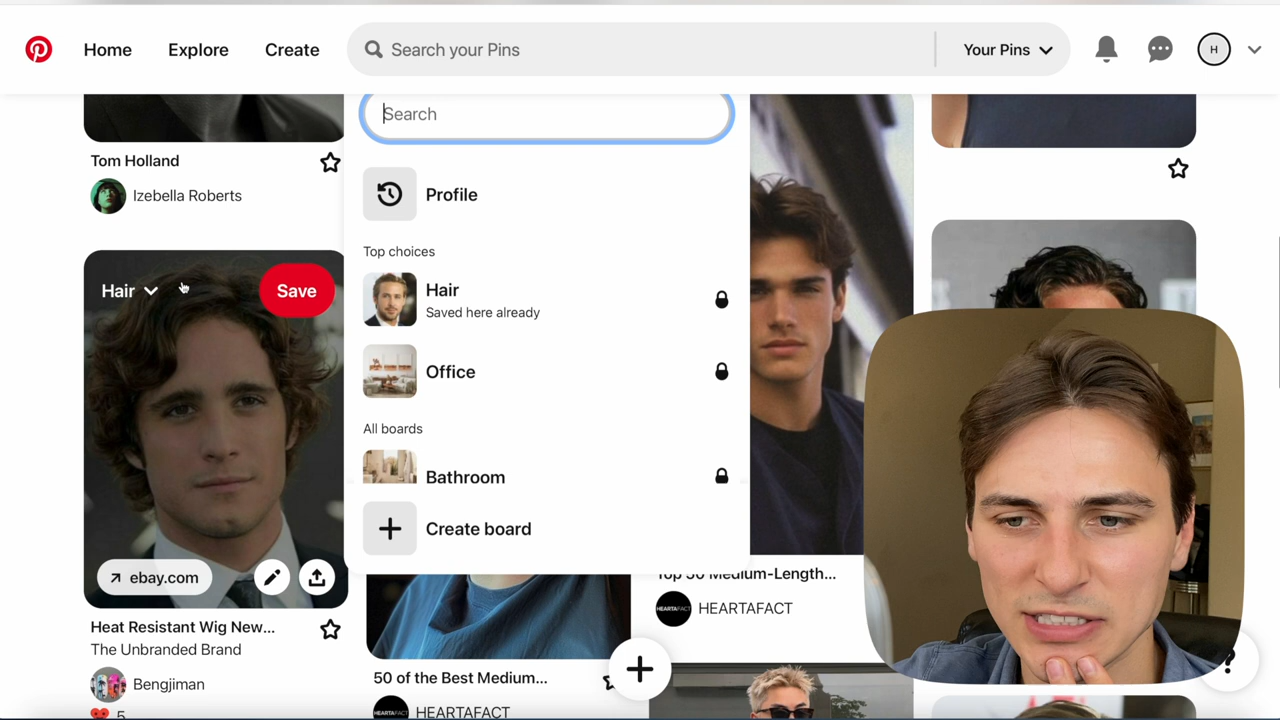 Home
Explore
Create
Search your Pins
Your Pins
H
Search
Tom Holland
Izebella Roberts
Profile
Top choices
Hair
Save
Hair
Saved here already
Office
All boards
Bathroom
Create board
ebay.com
Heat Resistant Wig New...
The Unbranded Brand
Bengjiman
5
50 of the Best Medium...
HEARTAFACT
HEARTAFACT
Top 50 Medium-Length...
HEARTAFACT
HEARTAFACT
?